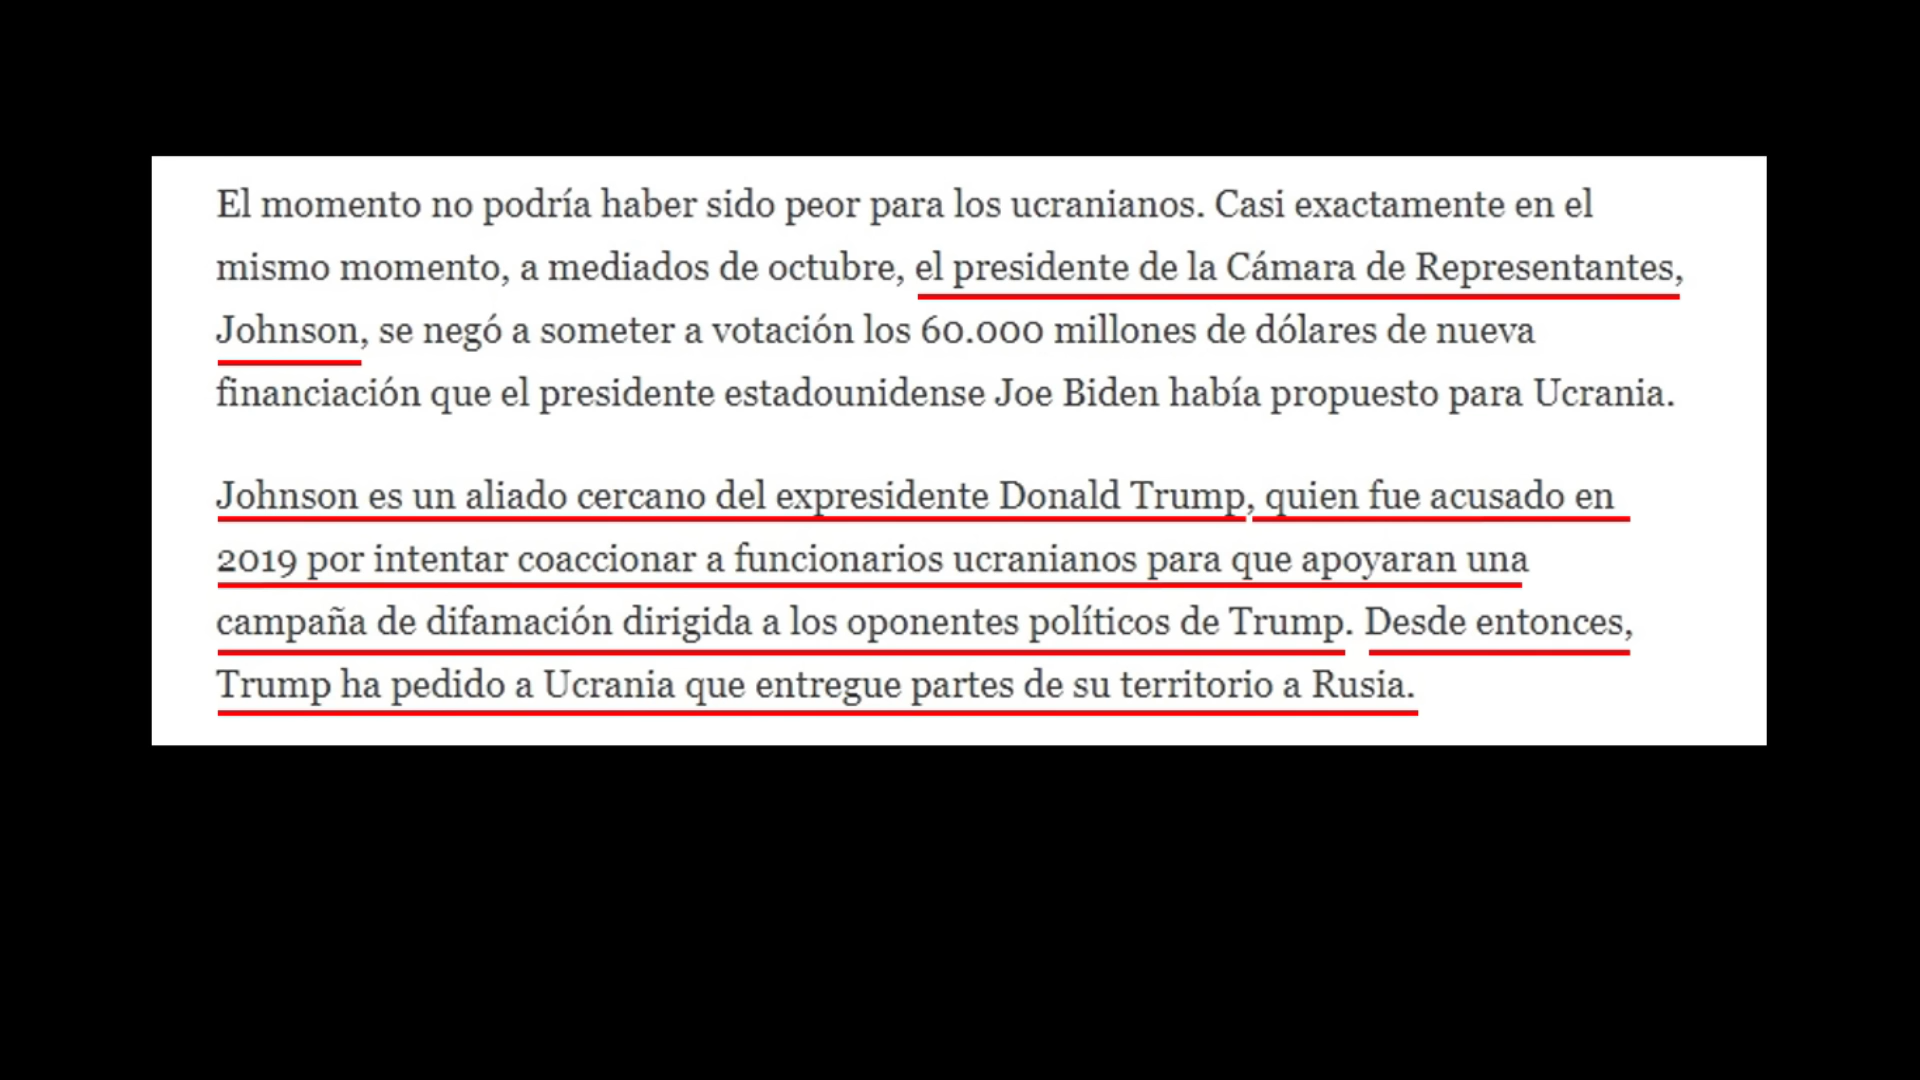 El momento no podría haber sido peor para los ucranianos. Casi exactamente en el
mismo momento, a mediados de octubre, el presidente de la Cámara de Representantes,
Johnson, se negó a someter a votación los 60.000 millones de dólares de nueva
financiación que el presidente estadounidense Joe Biden había propuesto para Ucrania.
Johnson es un aliado cercano del expresidente Donald Trump, quien fue acusado en
2019 por intentar coaccionar a funcionarios ucranianos para que apoyaran una
campaña de difamación dirigida a los oponentes políticos de Trump. Desde entonces,
Trump ha pedido a Ucrania que entregue partes de su territorio a Rusia.